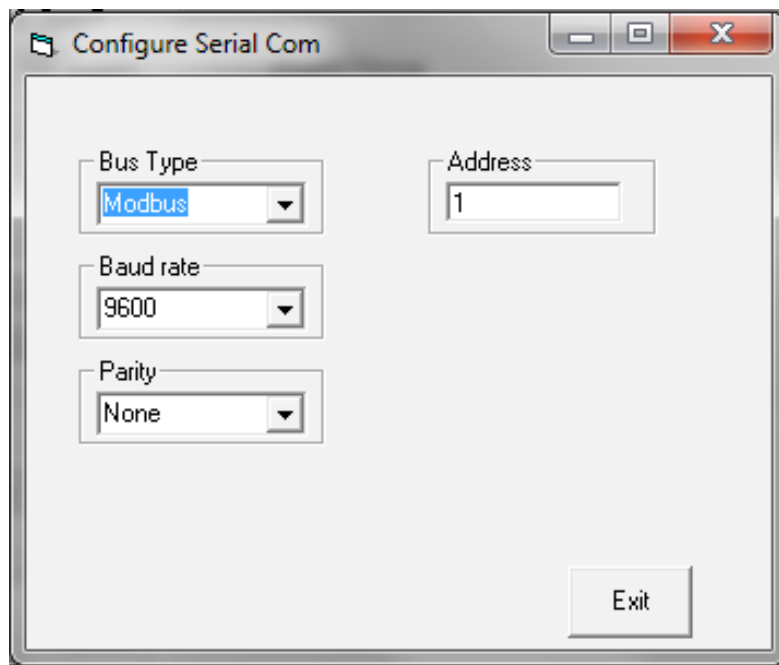 Configure Serial Com
Bus Type
Modbus
Address
1
Baud rate
9600
Parity
None
Exit